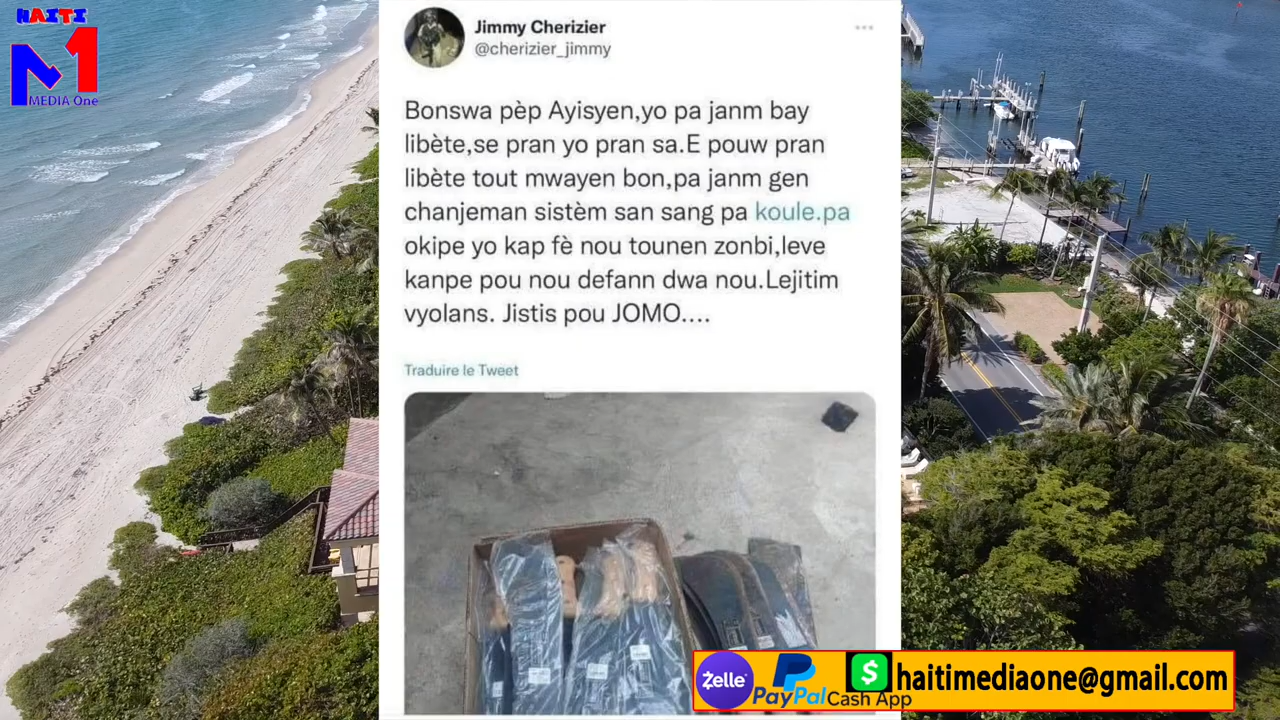 HAITI
M1
MEDIA One
Jimmy Cherizier
@cherizier_jimmy
Bonswa pèp Ayisyen,yo pa janm bay
libète,se pran yo pran sa.E pouw pran
libète tout mwayen bon,pa janm gen
chanjeman sistèm san sang pa koule.pa
okipe yo kap fè nou tounen zonbi,leve
kanpe pou nou defann dwa nou.Lejitim
vyolans. Jistis pou JOMO....
Traduire le Tweet
Zelle
PayPal
$
Cash App
haitimediaone@gmail.com